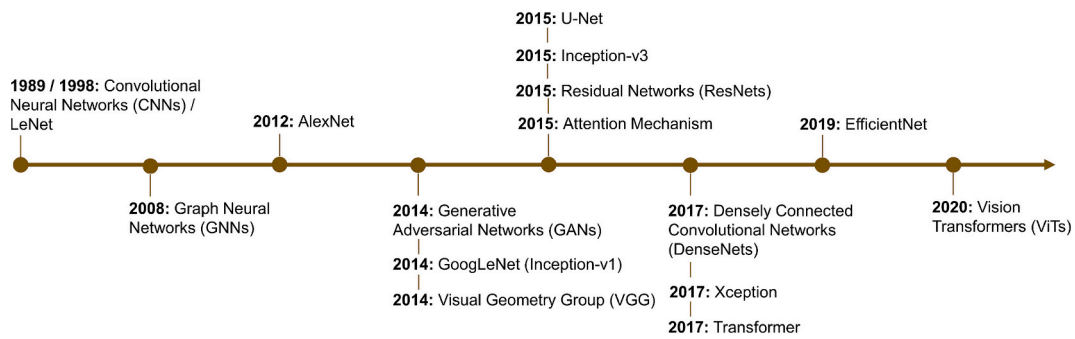 1989 / 1998: Convolutional
Neural Networks (CNNs) /
LeNet
2008: Graph Neural
Networks (GNNs)
2012: AlexNet
2014: Generative
Adversarial Networks (GANs)
2014: GoogLeNet (Inception-v1)
2014: Visual Geometry Group (VGG)
2015: U-Net
2015: Inception-v3
2015: Residual Networks (ResNets)
2015: Attention Mechanism
2017: Densely Connected
Convolutional Networks
(DenseNets)
2017: Xception
2017: Transformer
2019: EfficientNet
2020: Vision
Transformers (ViTs)